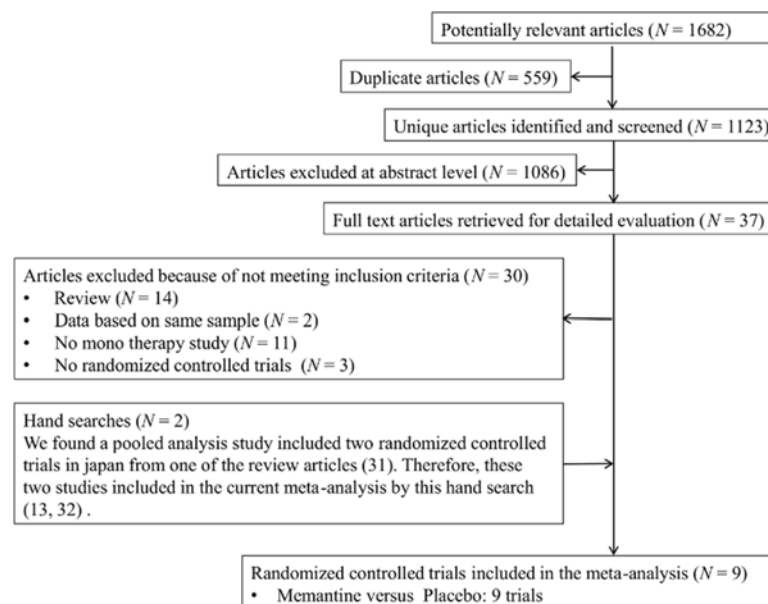 Potentially relevant articles (N = 1682)
Duplicate articles (N = 559)
Unique articles identified and screened (N = 1123)
Articles excluded at abstract level (N = 1086)
Full text articles retrieved for detailed evaluation (N = 37)
Articles excluded because of not meeting inclusion criteria (N = 30)
• Review (N = 14)
• Data based on same sample (N = 2)
• No mono therapy study (N = 11)
• No randomized controlled trials (N = 3)
Hand searches (N = 2)
We found a pooled analysis study included two randomized controlled
trials in japan from one of the review articles (31). Therefore, these
two studies included in the current meta-analysis by this hand search
(13, 32) .
Randomized controlled trials included in the meta-analysis (N = 9)
• Memantine versus Placebo: 9 trials